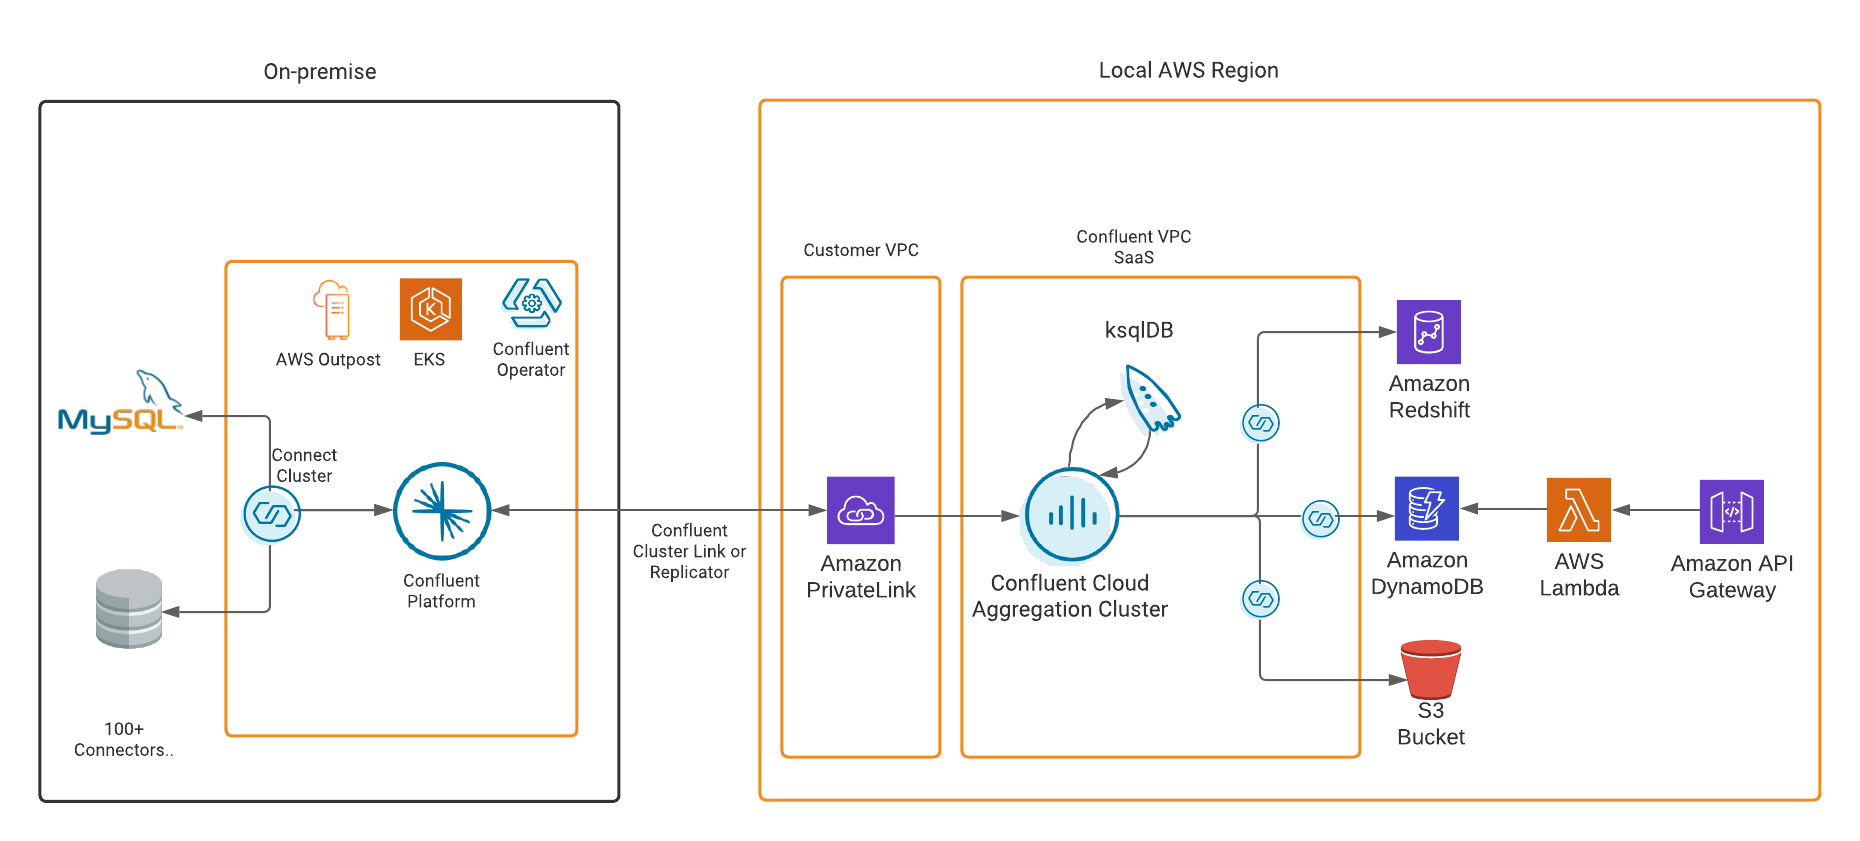 On-premise
Local AWS Region
Customer VPC
Confluent VPC
SaaS
AWS Outpost
EKS
Confluent
Operator
ksqlDB
MySQL™
Connect
Cluster
Confluent
Platform
Confluent
Cluster Link or
Replicator
Amazon
PrivateLink
Confluent Cloud
Aggregation Cluster
Amazon
Redshift
Amazon
DynamoDB
AWS
Lambda
Amazon API
Gateway
S3
Bucket
100+
Connectors..